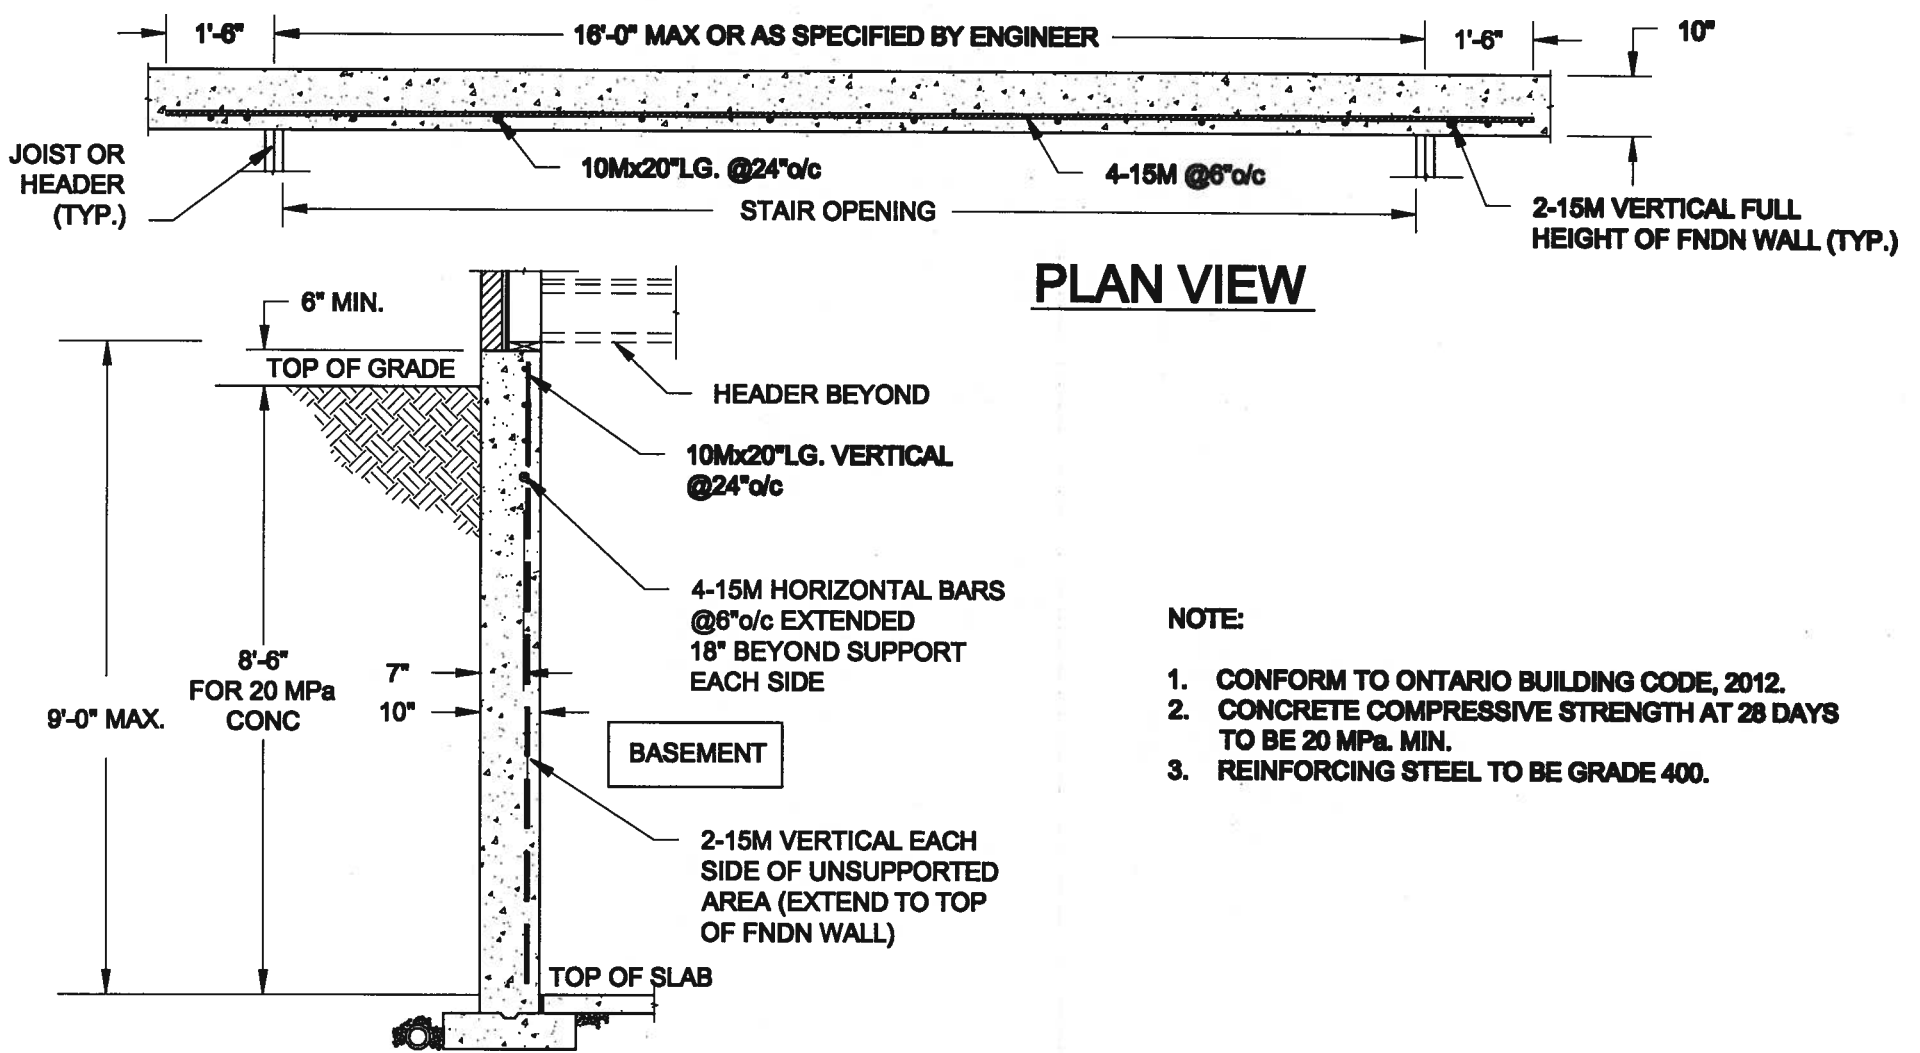 1'-6"
16'-0" MAX OR AS SPECIFIED BY ENGINEER
1'-6"
10"
JOIST OR
HEADER
(TYP.)
10Mx20"LG. @24"o/c
4-15M @6"o/c
STAIR OPENING
2-15M VERTICAL FULL
HEIGHT OF FNDN WALL (TYP.)
PLAN VIEW
6" MIN.
TOP OF GRADE
HEADER BEYOND
10Mx20"LG. VERTICAL
@24"o/c
4-15M HORIZONTAL BARS
@6"o/c EXTENDED
18" BEYOND SUPPORT
EACH SIDE
8'-6"
FOR 20 MPa
CONC
9'-0" MAX.
7"
10"
BASEMENT
2-15M VERTICAL EACH
SIDE OF UNSUPPORTED
AREA (EXTEND TO TOP
OF FNDN WALL)
TOP OF SLAB
NOTE:
1. CONFORM TO ONTARIO BUILDING CODE, 2012.
2. CONCRETE COMPRESSIVE STRENGTH AT 28 DAYS
TO BE 20 MPa. MIN.
3. REINFORCING STEEL TO BE GRADE 400.